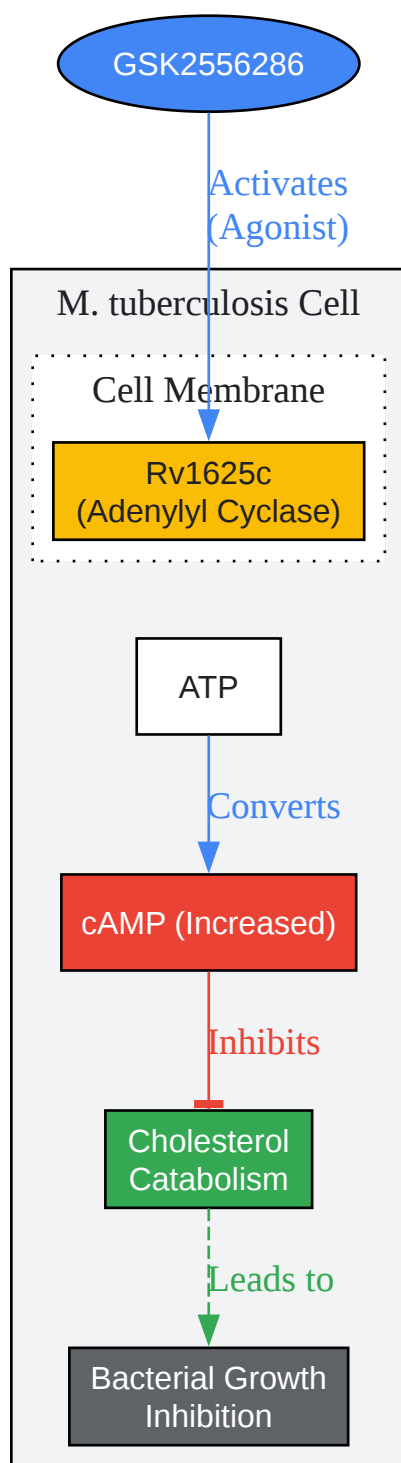 GSK2556286
Activates
(Agonist)
M. tuberculosis Cell
Cell Membrane
Rv1625c
(Adenylyl Cyclase)
ATP
Converts
cAMP (Increased)
Inhibits
Cholesterol
Catabolism
Leads to
Bacterial Growth
Inhibition